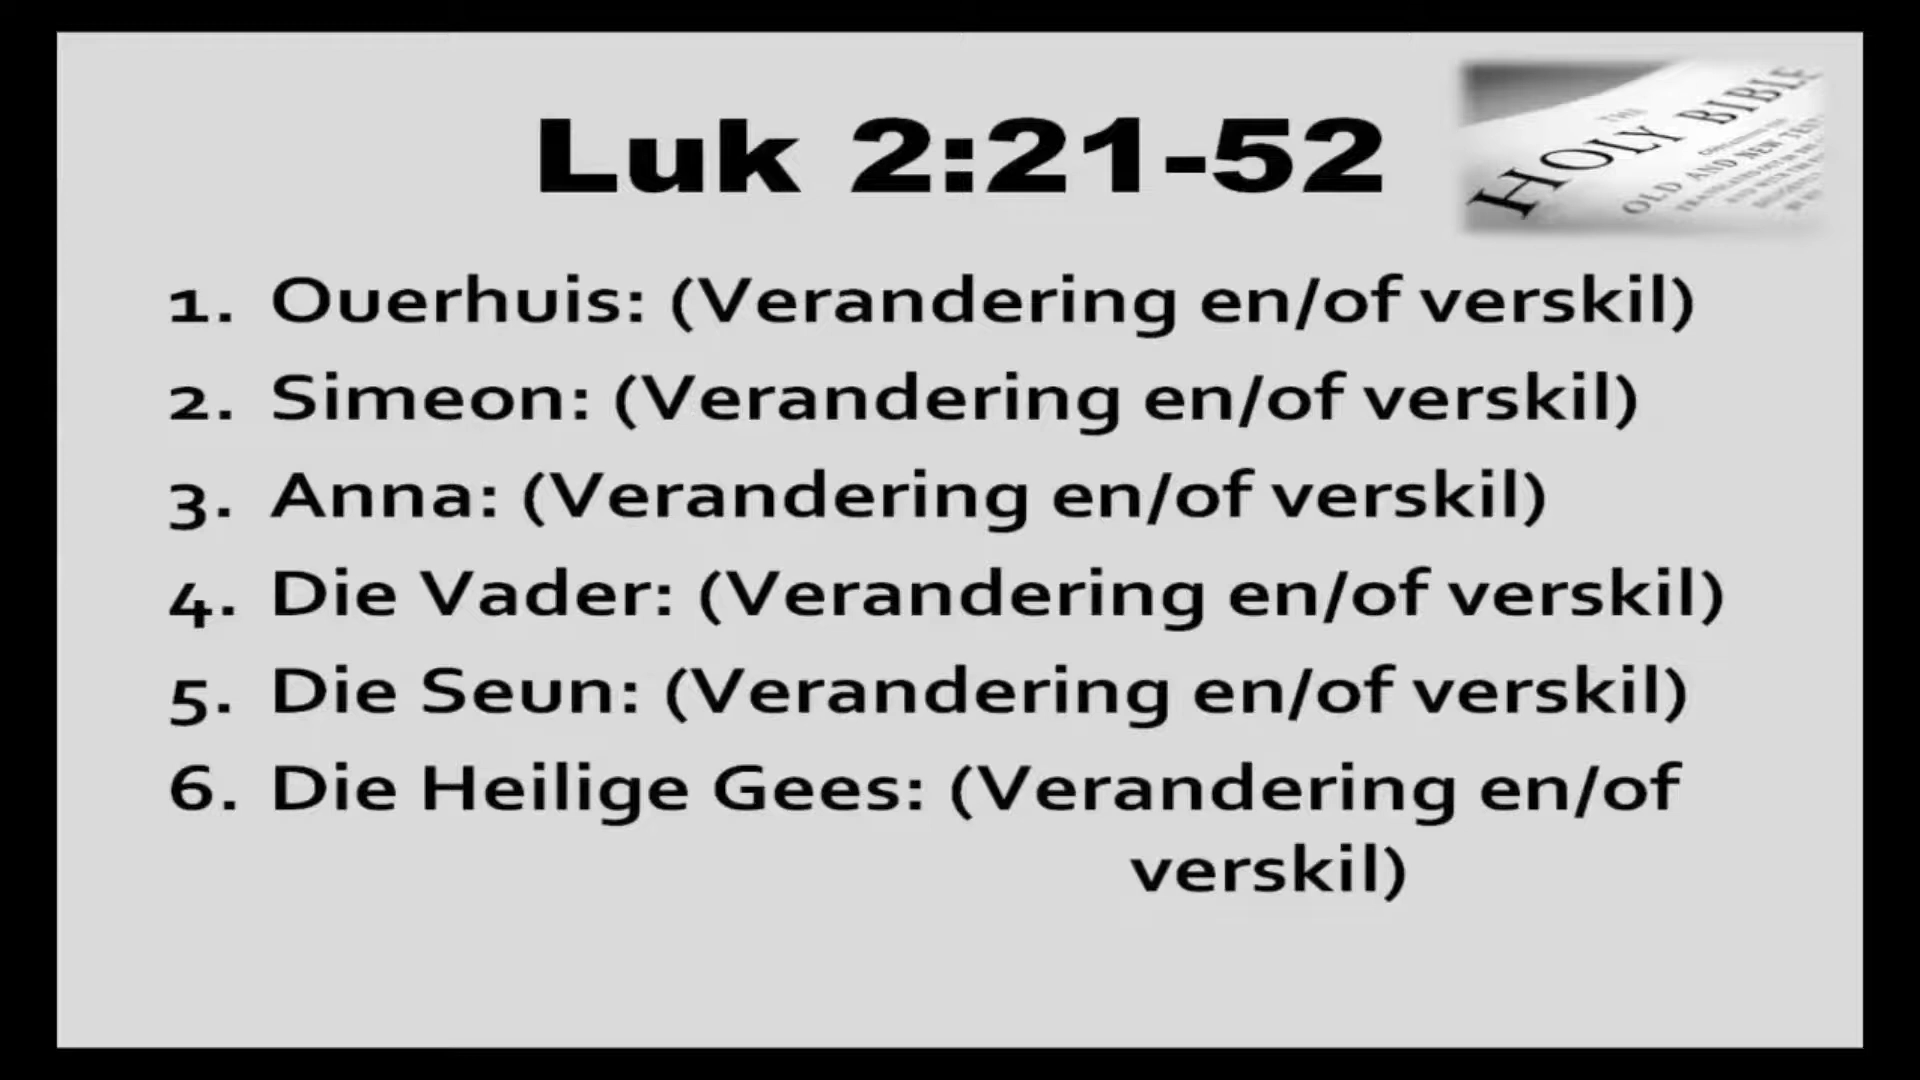 Luk 2:21-52
THE
HOLY BIBLE
OLD AND NEW
1. Ouerhuis: (Verandering en/of verskil)
2. Simeon: (Verandering en/of verskil)
3. Anna: (Verandering en/of verskil)
4. Die Vader: (Verandering en/of verskil)
5. Die Seun: (Verandering en/of verskil)
6. Die Heilige Gees: (Verandering en/of
verskil)